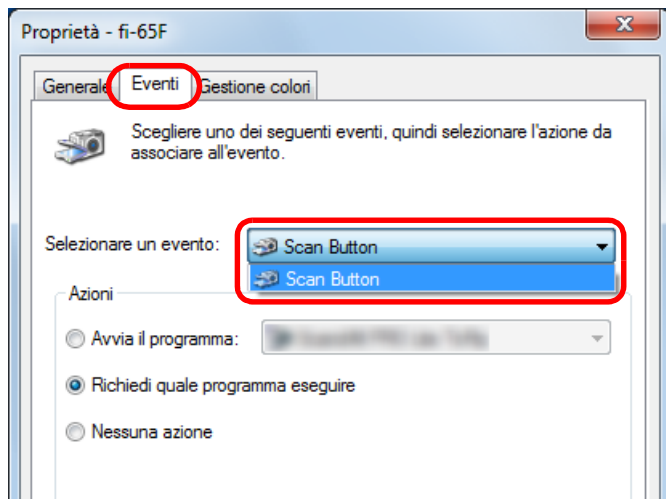 Proprietà - fi-65F
Generale Eventi Gestione colori
Scegliere uno dei seguenti eventi, quindi selezionare l'azione da
associare all'evento.
Selezionare un evento: Scan Button
Scan Button
Azioni
Avvia il programma:
Richiedi quale programma eseguire
Nessuna azione